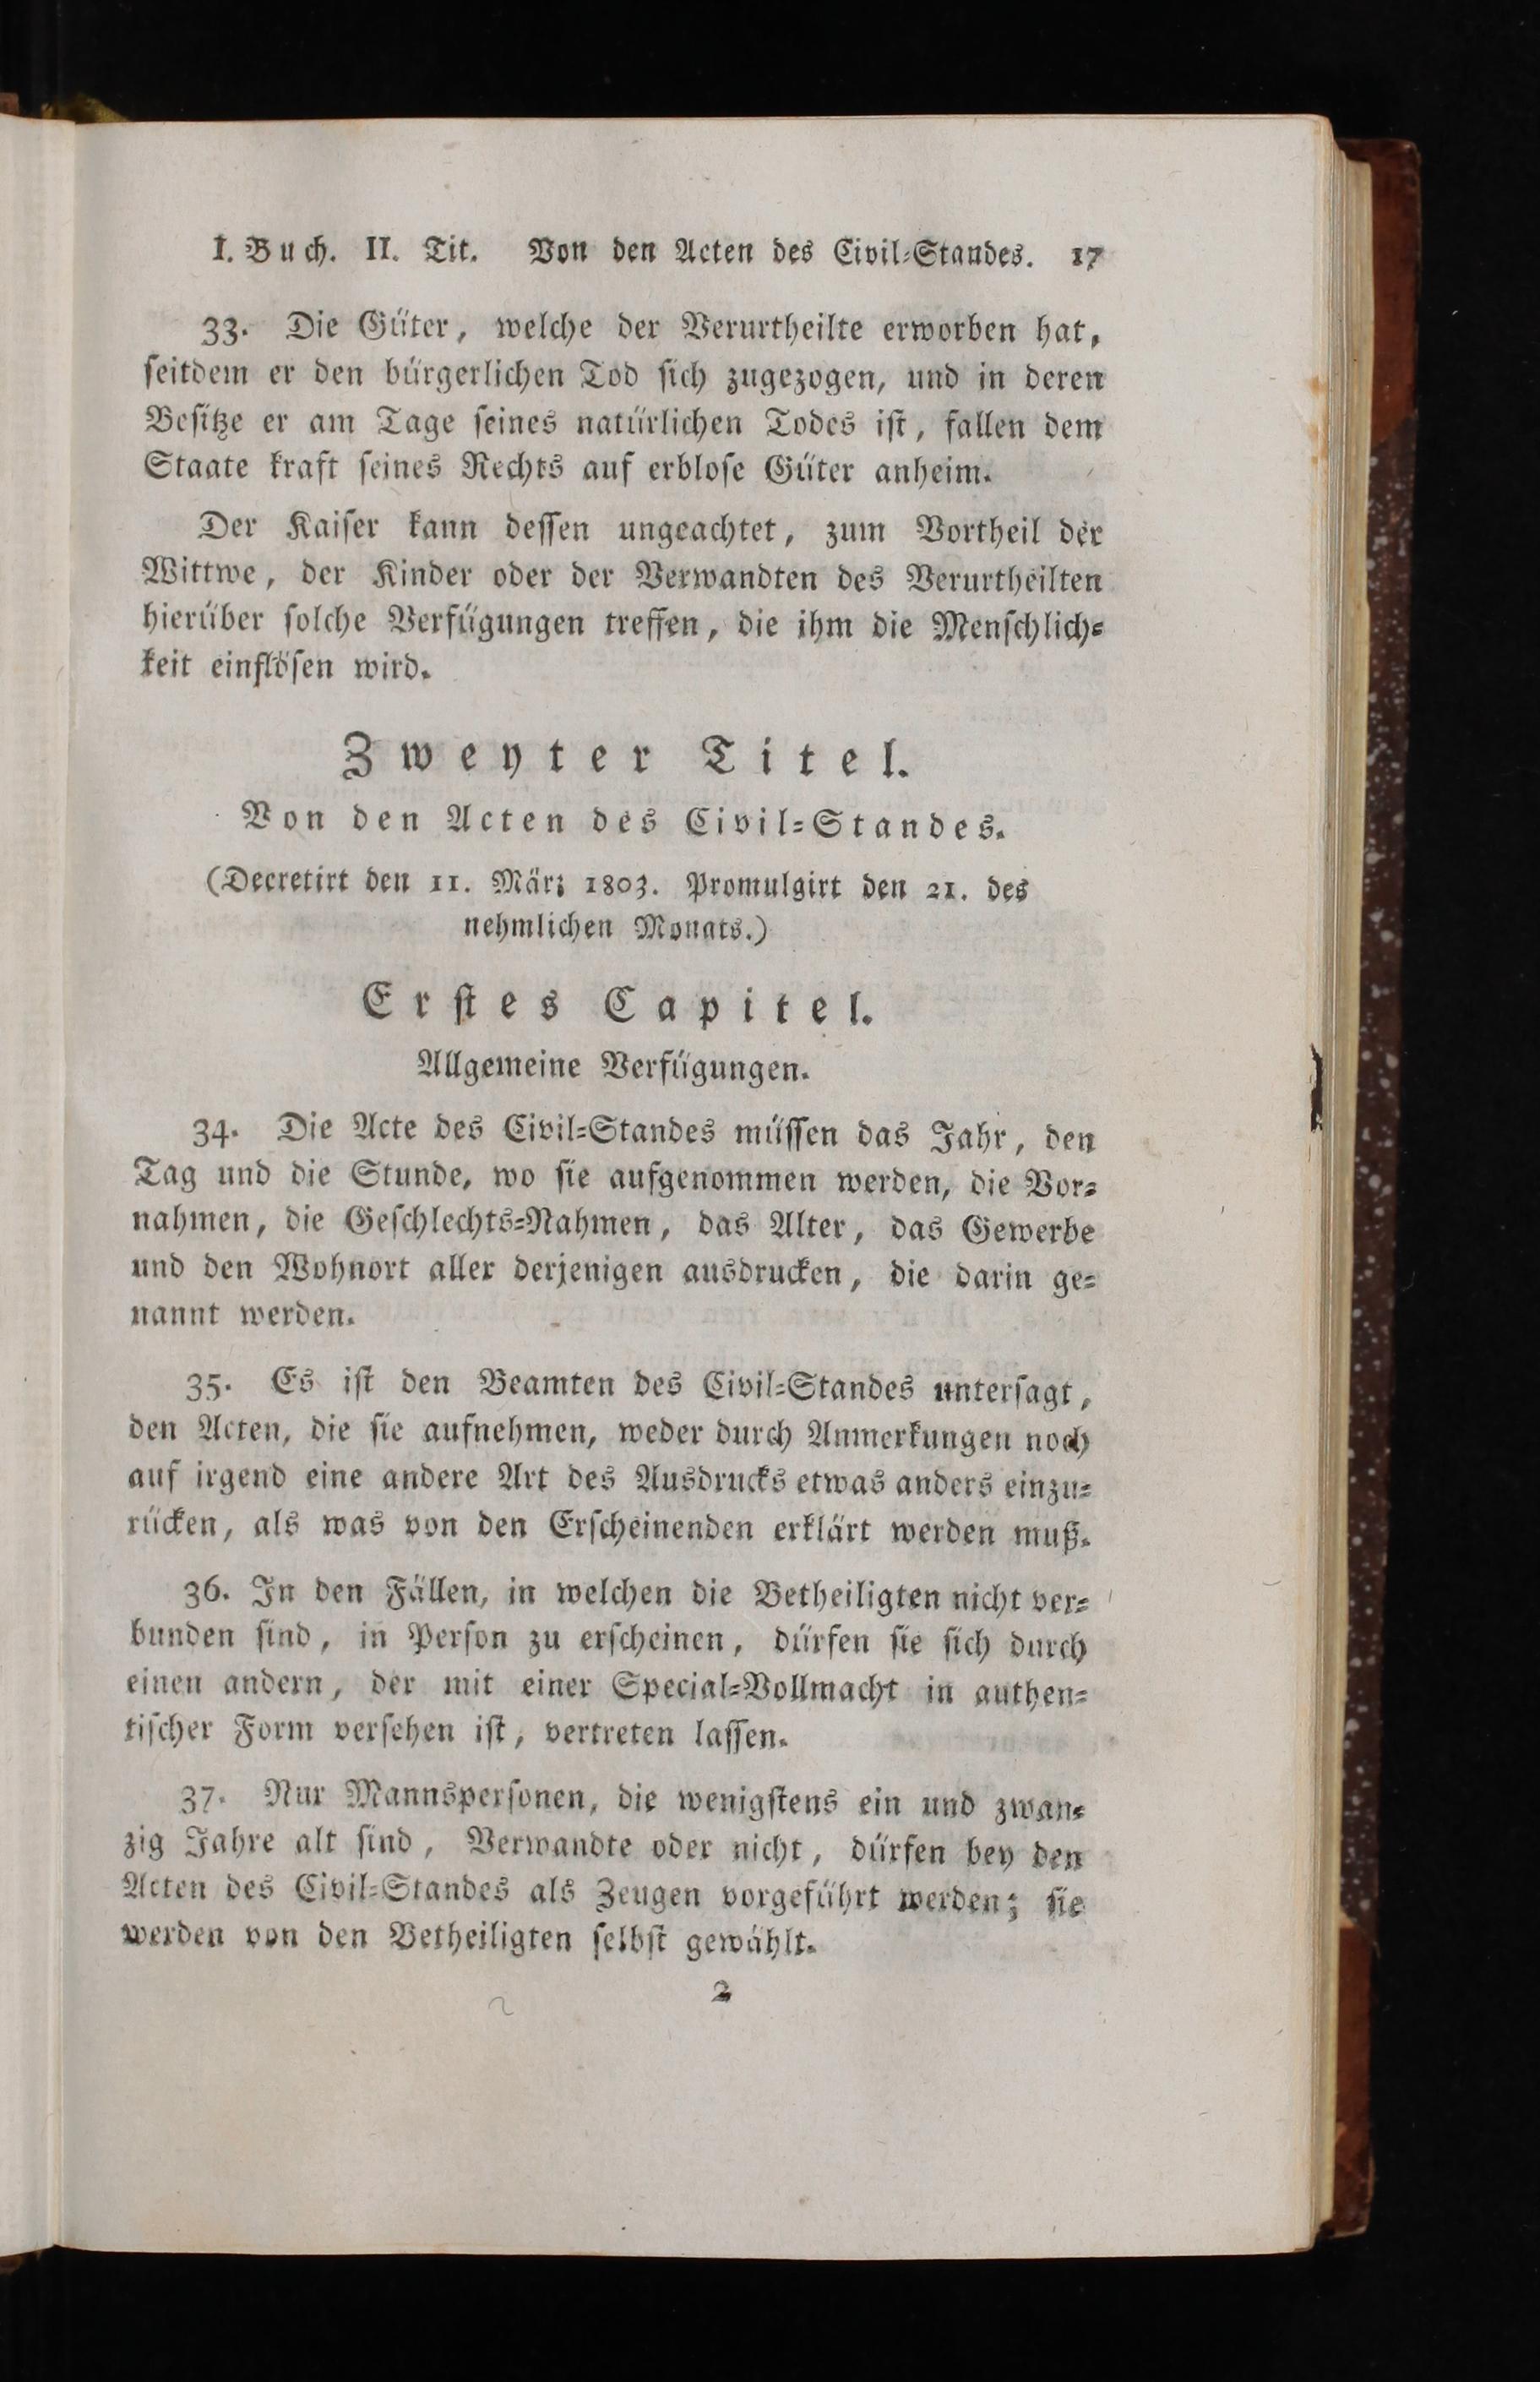 I. Buch. II. Tit. Von den Acten des Civil-Standes. 17
33. Die Güter, welche der Verurtheilte erworben hat,
seitdem er den bürgerlichen Tod sich zugezogen, und in deren
Besitze er am Tage seines natürlichen Todes ist, fallen dem
Staate kraft seines Rechts auf erblose Güter anheim.
Der Kaiser kann dessen ungeachtet, zum Vortheil der
Wittwe, der Kinder oder der Verwandten des Verurtheilten
hierüber solche Verfügungen treffen, die ihm die Menschlich-
keit einflösen wird.
Zweyter Titel.
Von den Acten des Civil-Standes.
(Decretirt den 11. März 1803. Promulgirt den 21. des
nehmlichen Monats.)
Erstes Capitel.
Allgemeine Verfügungen.
34. Die Acte des Civil-Standes müssen das Jahr, den
Tag und die Stunde, wo sie aufgenommen werden, die Vor-
nahmen, die Geschlechts-Nahmen, das Alter, das Gewerbe
und den Wohnort aller derjenigen ausdrucken, die darin ge-
nannt werden.
35. Es ist den Beamten des Civil-Standes untersagt,
den Acten, die sie aufnehmen, weder durch Anmerkungen noch
auf irgend eine andere Art des Ausdrucks etwas anders einzu-
rücken, als was von den Erscheinenden erklärt werden muß.
36. In den Fällen, in welchen die Betheiligten nicht ver-
bunden sind, in Person zu erscheinen, dürfen sie sich durch
einen andern, der mit einer Special-Vollmacht in authen-
tischer Form versehen ist, vertreten lassen.
37. Nur Mannspersonen, die wenigstens ein und zwan-
zig Jahre alt sind, Verwandte oder nicht, dürfen bey den
Acten des Civil-Standes als Zeugen vorgeführt werden; sie
werden von den Betheiligten selbst gewählt.
2